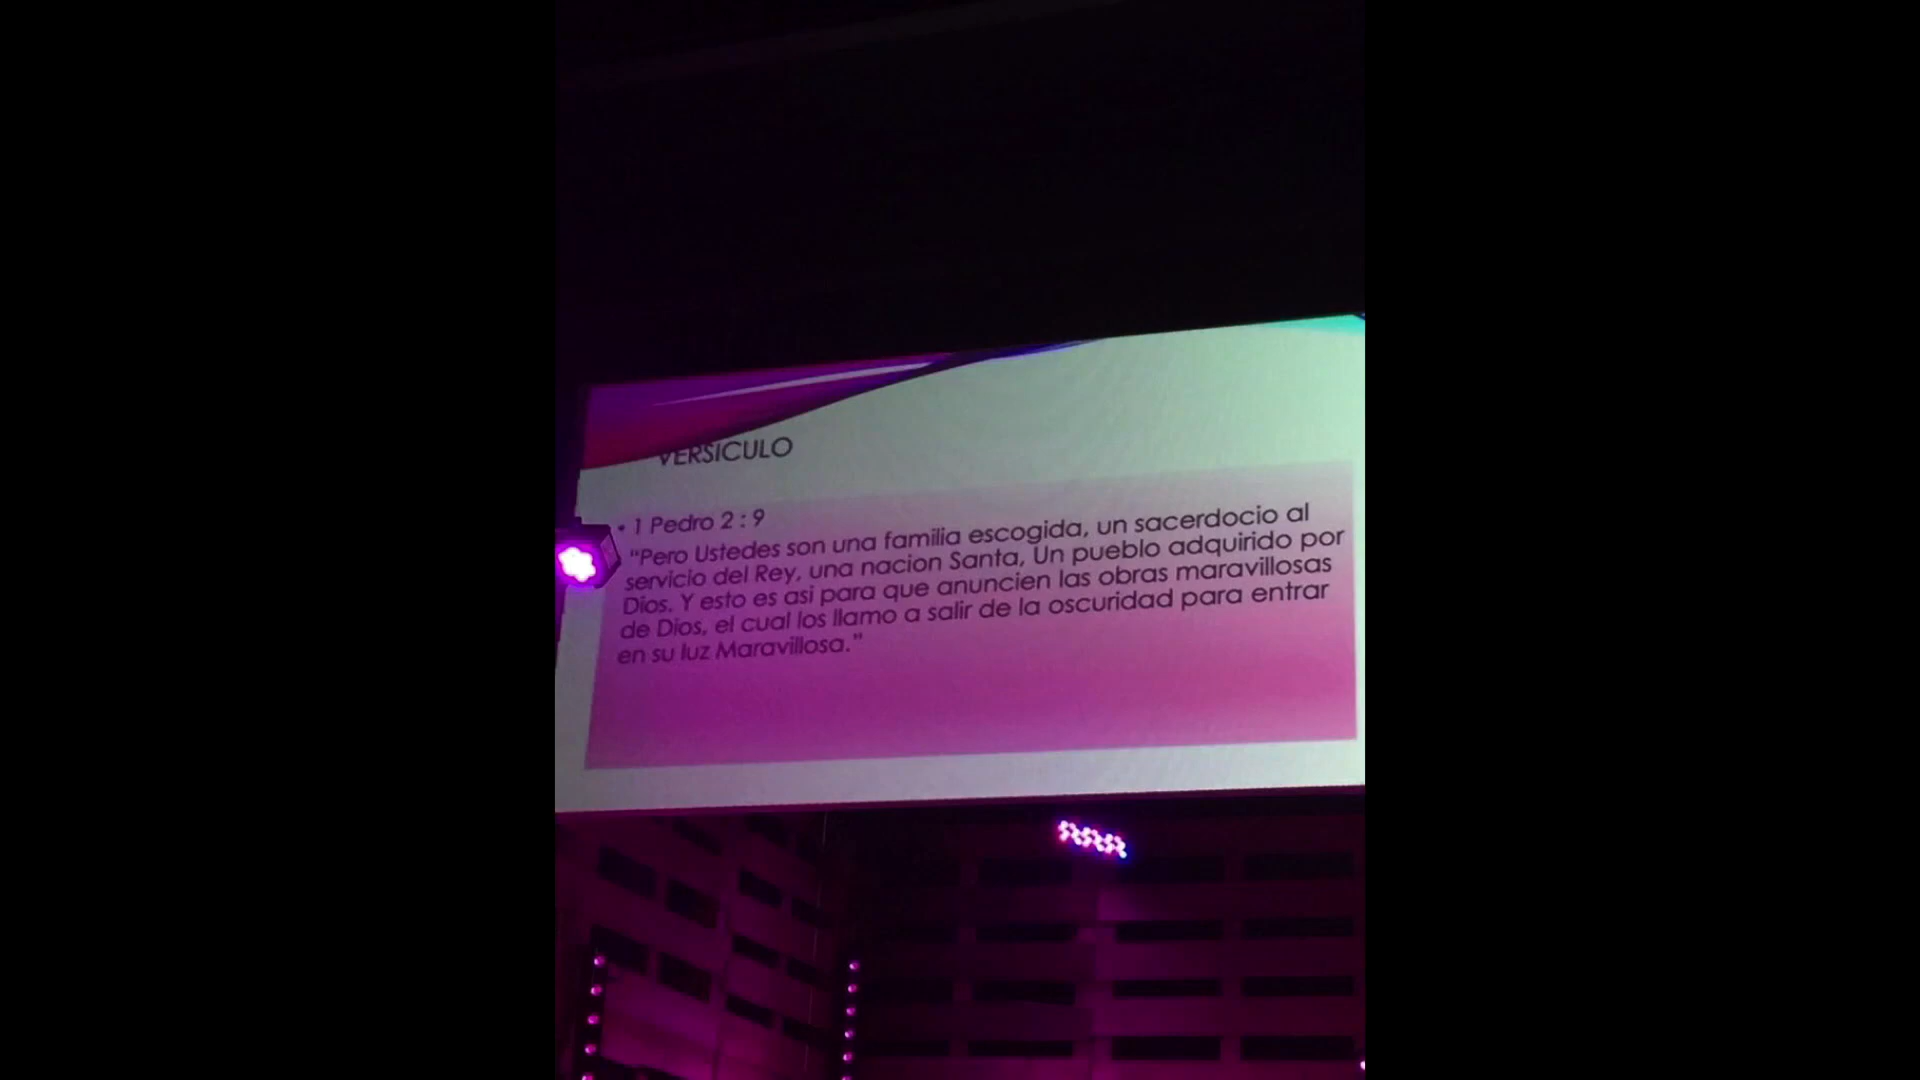 VERSÍCULO
• 1 Pedro 2 : 9
"Pero Ustedes son una familia escogida, un sacerdocio al
servicio del Rey, una nacion Santa, Un pueblo adquirido por
Dios. Y esto es asi para que anuncien las obras maravillosas
de Dios, el cual los llamo a salir de la oscuridad para entrar
en su luz Maravillosa."